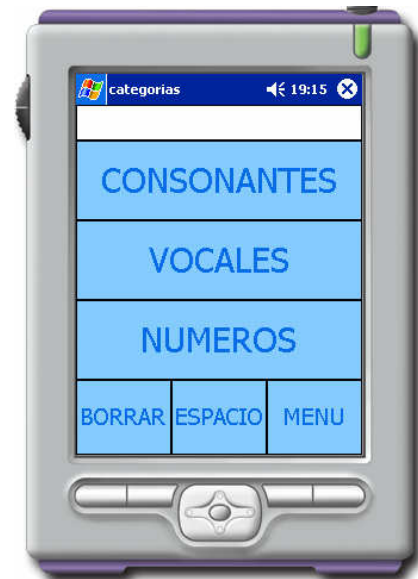 categorias 19:15
CONSONANTES
VOCALES
NUMEROS
BORRAR ESPACIO MENU